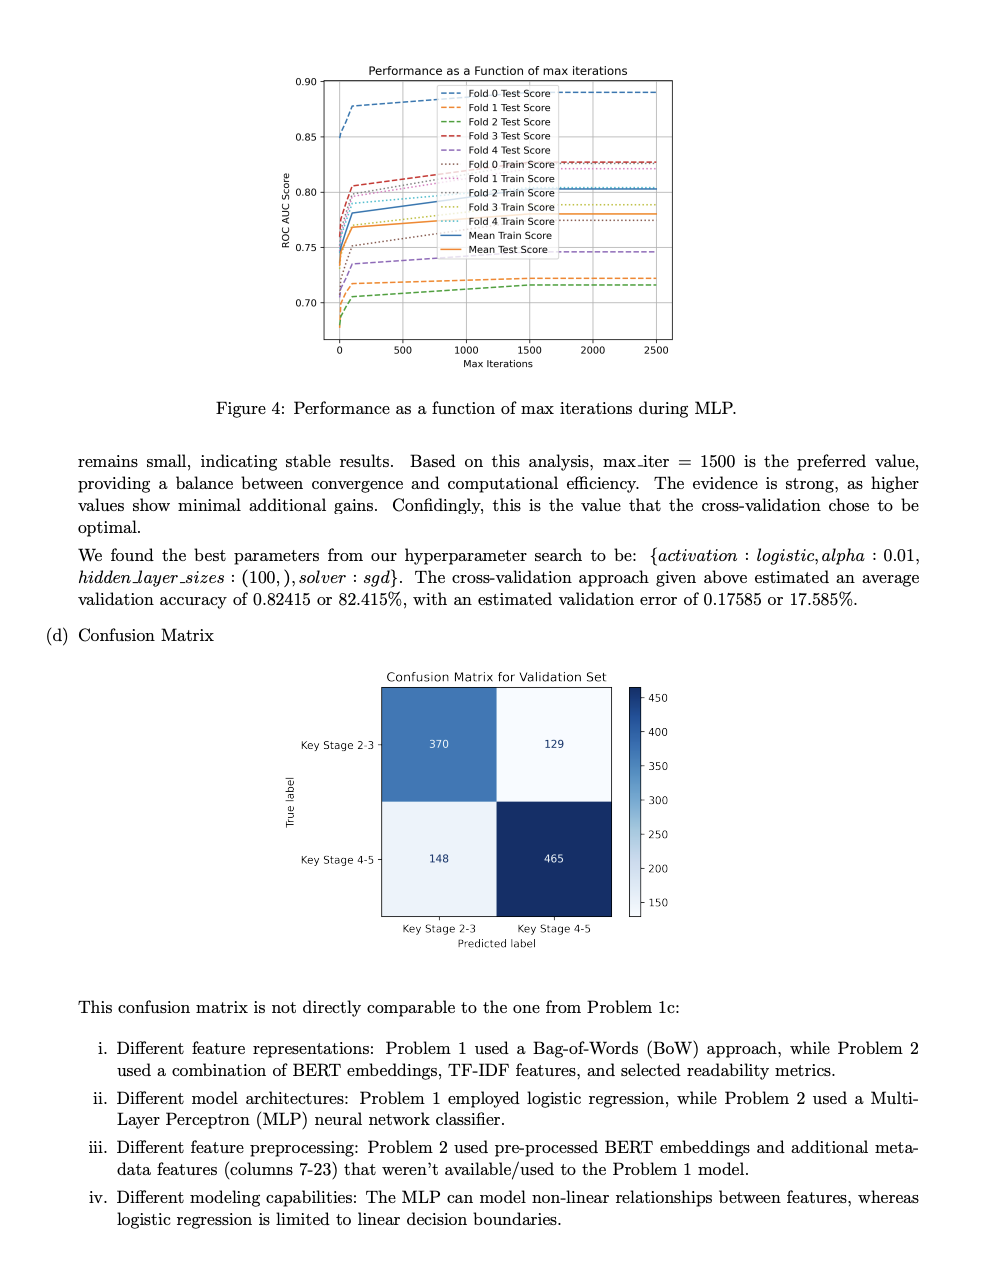 Performance as a Function of max iterations
0.90
0.85
0.80
0.75
0.70
ROC AUC Score
Fold 0 Test Score
Fold 1 Test Score
Fold 2 Test Score
Fold 3 Test Score
Fold 4 Test Score
Fold 0 Train Score
Fold 1 Train Score
Fold 2 Train Score
Fold 3 Train Score
Fold 4 Train Score
Mean Train Score
Mean Test Score
0 500 1000 1500 2000 2500
Max Iterations
Figure 4: Performance as a function of max iterations during MLP.
remains small, indicating stable results. Based on this analysis, max_iter = 1500 is the preferred value,
providing a balance between convergence and computational efficiency. The evidence is strong, as higher
values show minimal additional gains. Confidingly, this is the value that the cross-validation chose to be
optimal.
We found the best parameters from our hyperparameter search to be: {activation : logistic, alpha : 0.01,
hidden_layer_sizes : (100, ), solver : sgd}. The cross-validation approach given above estimated an average
validation accuracy of 0.82415 or 82.415%, with an estimated validation error of 0.17585 or 17.585%.
(d) Confusion Matrix
Confusion Matrix for Validation Set
Key Stage 2-3
Key Stage 4-5
True label
370 129
148 465
Key Stage 2-3 Key Stage 4-5
Predicted label
450
400
350
300
250
200
150
This confusion matrix is not directly comparable to the one from Problem 1c:
i. Different feature representations: Problem 1 used a Bag-of-Words (BoW) approach, while Problem 2
used a combination of BERT embeddings, TF-IDF features, and selected readability metrics.
ii. Different model architectures: Problem 1 employed logistic regression, while Problem 2 used a Multi-
Layer Perceptron (MLP) neural network classifier.
iii. Different feature preprocessing: Problem 2 used pre-processed BERT embeddings and additional meta-
data features (columns 7-23) that weren't available/used to the Problem 1 model.
iv. Different modeling capabilities: The MLP can model non-linear relationships between features, whereas
logistic regression is limited to linear decision boundaries.